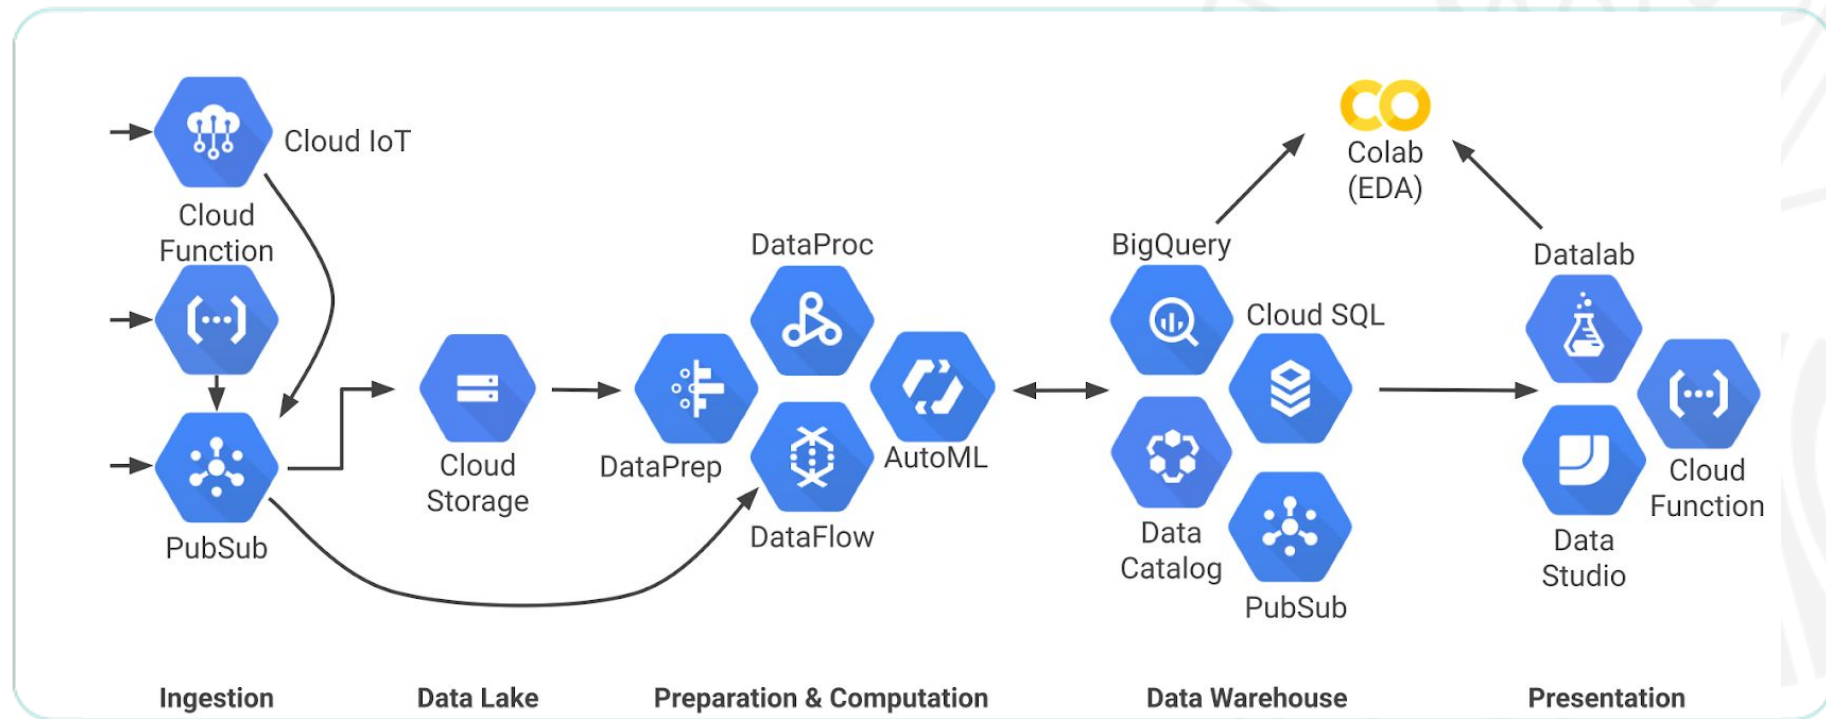 Cloud IoT
Cloud
Function
PubSub
Cloud
Storage
DataProc
DataPrep
AutoML
DataFlow
Colab
(EDA)
BigQuery
Cloud SQL
Data
Catalog
PubSub
Datalab
Cloud
Function
Data
Studio
Ingestion
Data Lake
Preparation & Computation
Data Warehouse
Presentation